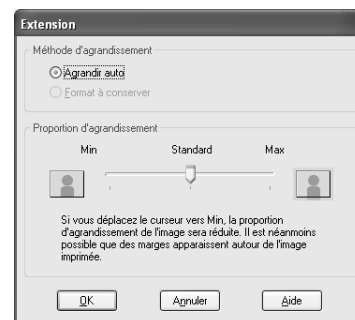 Extension
Méthode d'agrandissement
Agrandir auto
Format à conserver
Proportion d'agrandissement
Min Standard Max
Si vous déplacez le curseur vers Min, la proportion
d'agrandissement de l'image sera réduite. Il est néanmoins
possible que des marges apparaissent autour de l'image
imprimée.
OK Annuler Aide